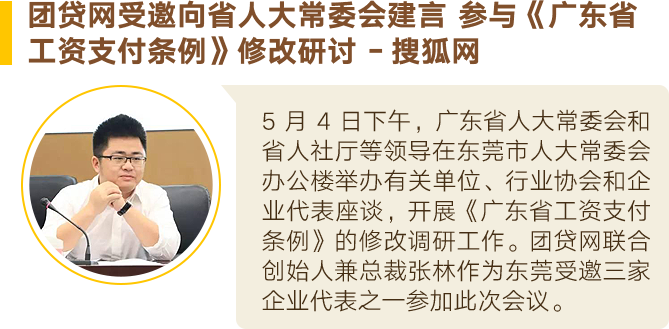 团贷网受邀向省人大常委会建言 参与《广东省
工资支付条例》修改研讨 - 搜狐网
5 月 4 日下午，广东省人大常委会和
省人社厅等领导在东莞市人大常委会
办公楼举办有关单位、行业协会和企
业代表座谈，开展《广东省工资支付
条例》的修改调研工作。团贷网联合
创始人兼总裁张林作为东莞受邀三家
企业代表之一参加此次会议。